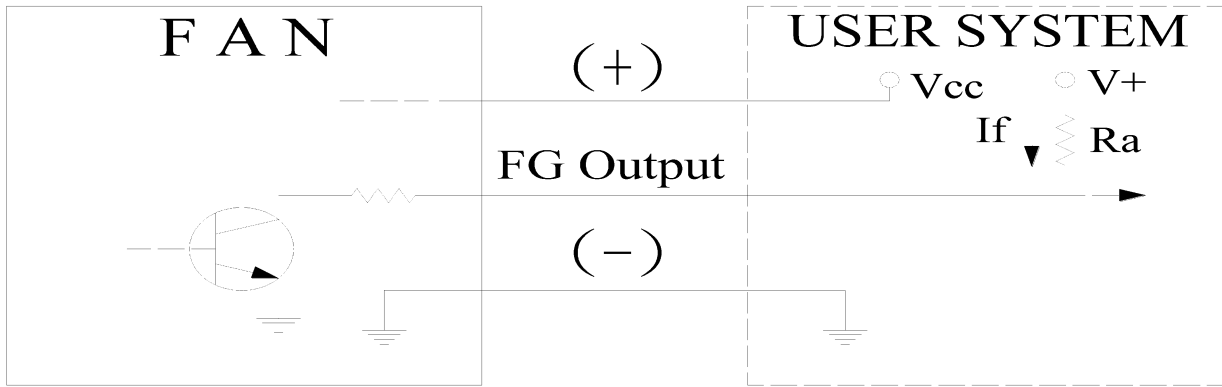 F A N
USER SYSTEM
(+)
Vcc
V+
If
Ra
FG Output
(-)